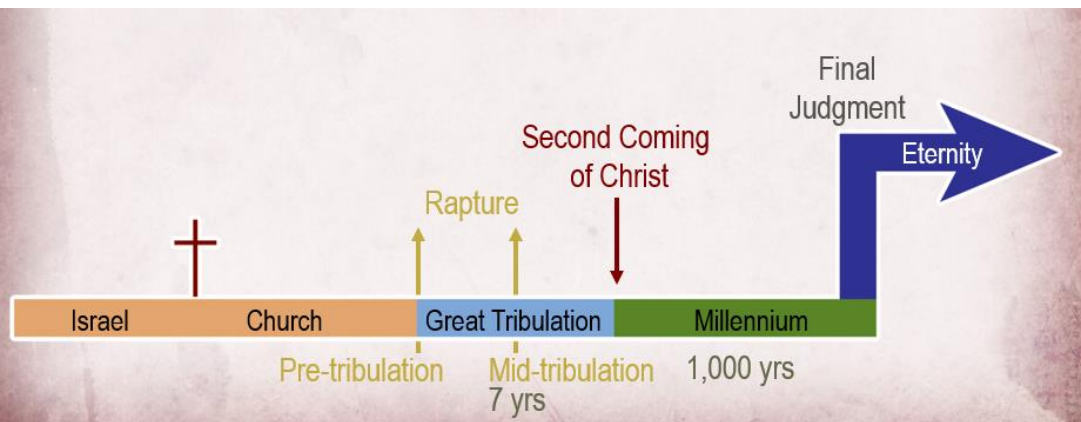 Final
Judgment
Eternity
Second Coming
of Christ
Rapture
Israel
Church
Great Tribulation
Millennium
Pre-tribulation
Mid-tribulation
1,000 yrs
7 yrs